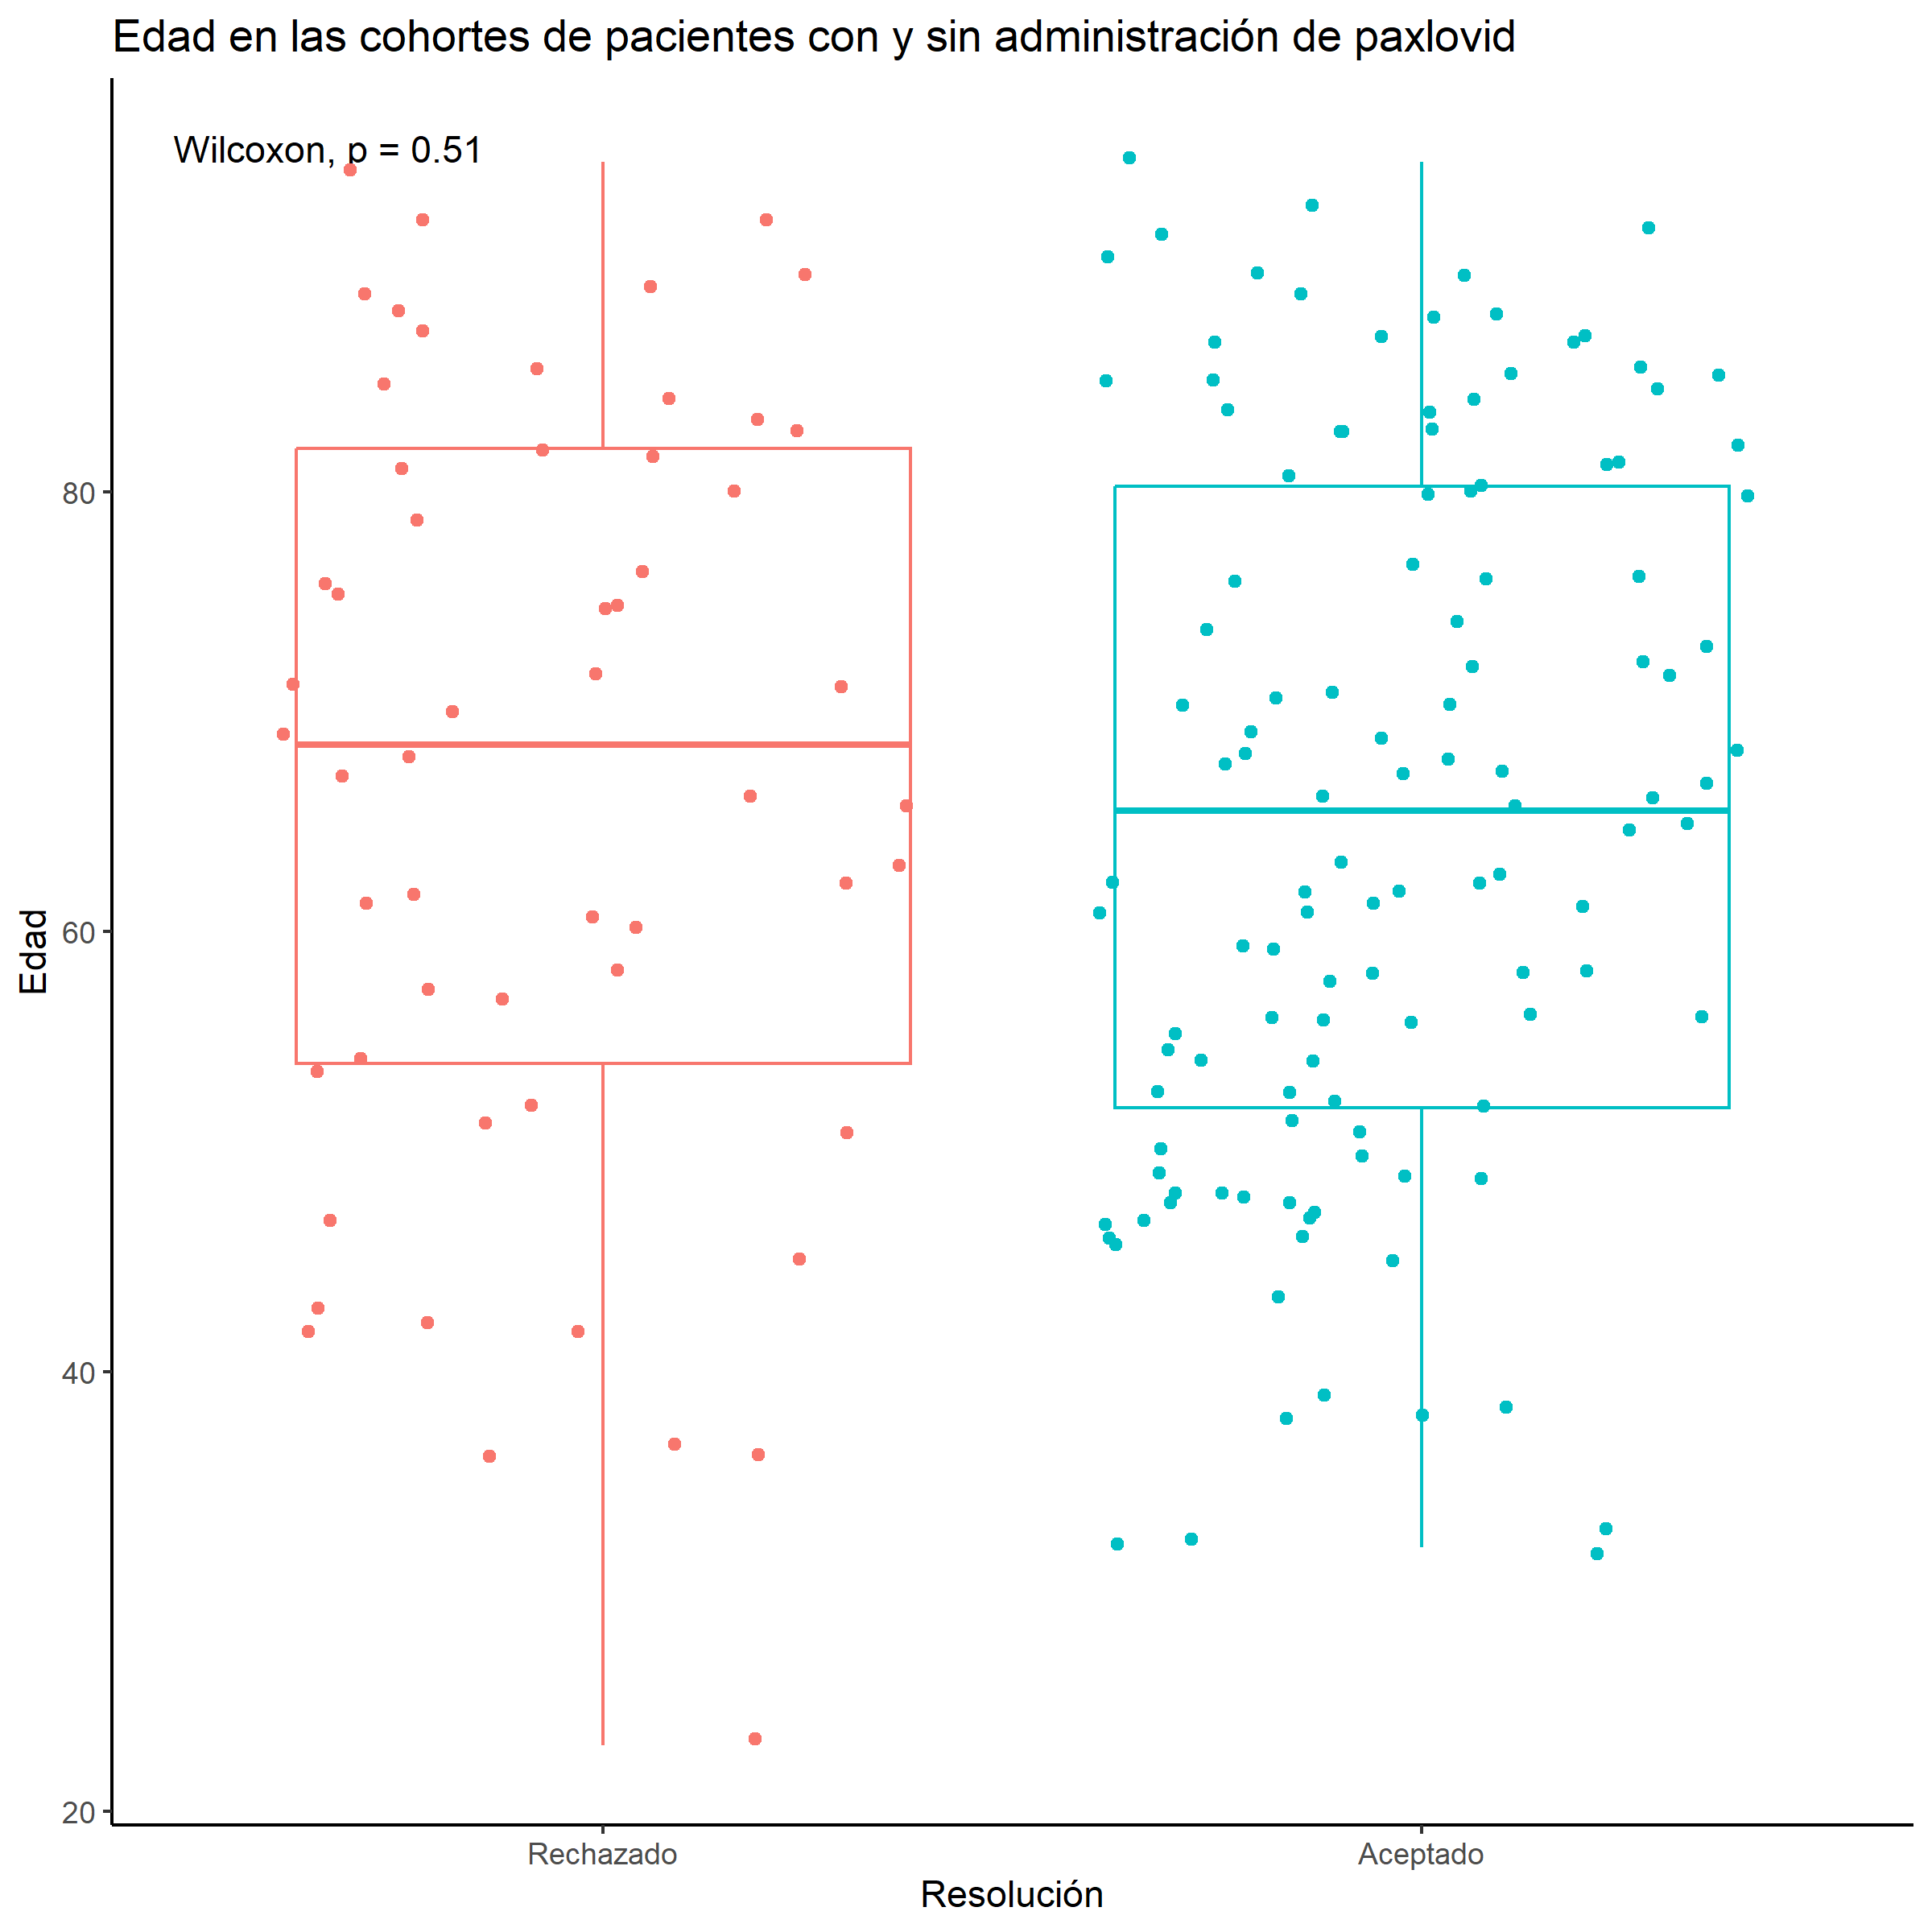 Edad en las cohortes de pacientes con y sin administración de paxlovid
Wilcoxon, p = 0.51
80
60
40
20
Edad
Rechazado
Aceptado
Resolución